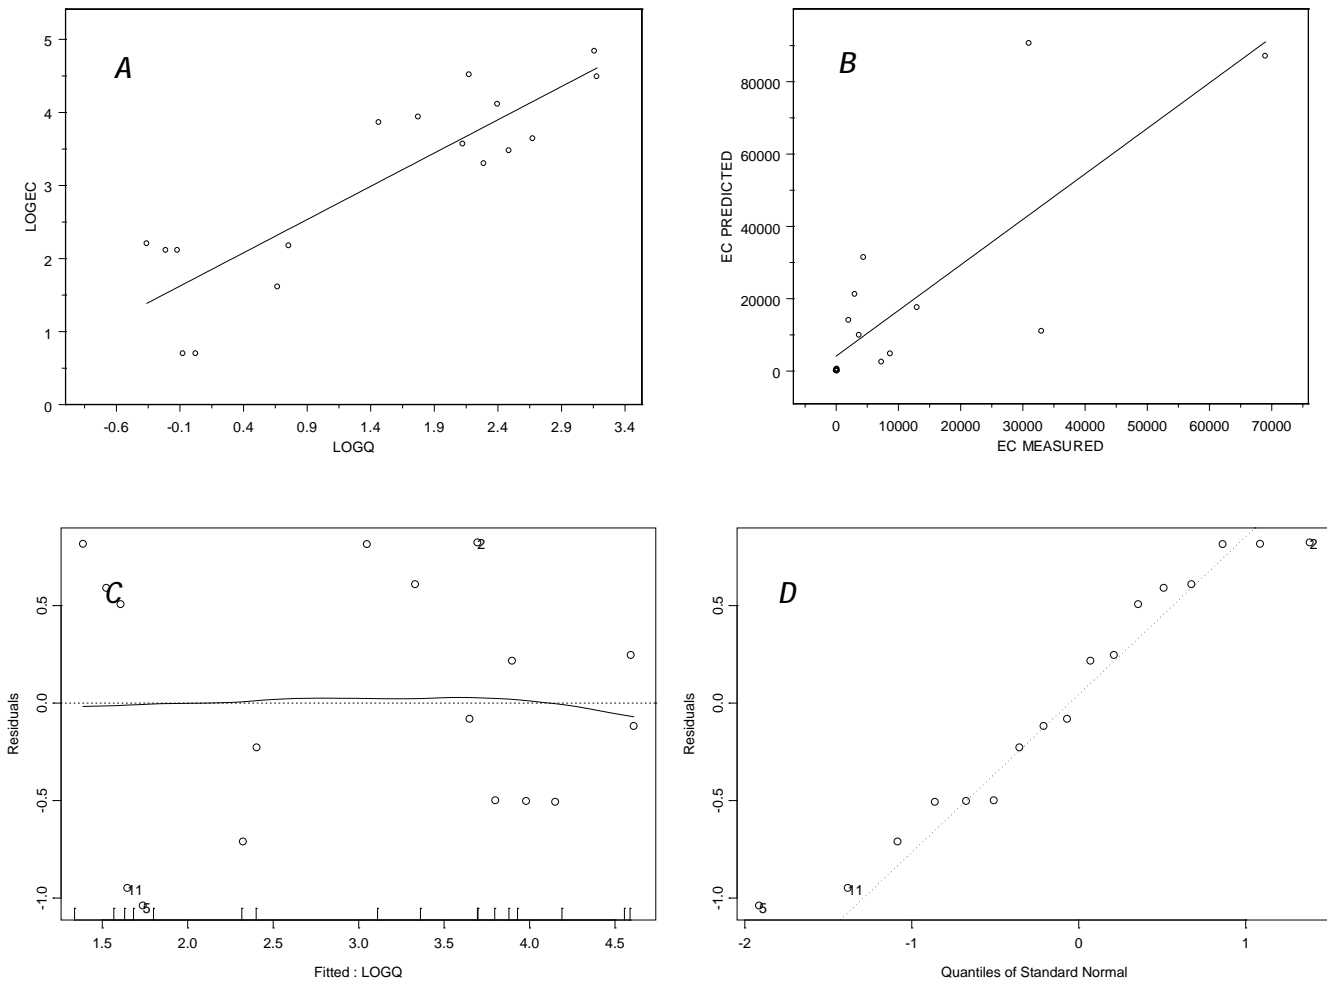 A
LOGEC
5
4
3
2
1
0
-0.6 -0.1 0.4 0.9 1.4 1.9 2.4 2.9 3.4
LOGQ
B
EC PREDICTED
80000
60000
40000
20000
0
0 10000 20000 30000 40000 50000 60000 70000
EC MEASURED
C
Residuals
0.5
0.0
-0.5
-1.0
2
11
5
1.5 2.0 2.5 3.0 3.5 4.0 4.5
Fitted : LOGQ
D
Residuals
0.5
0.0
-0.5
-1.0
2
11
5
-2 -1 0 1
Quantiles of Standard Normal